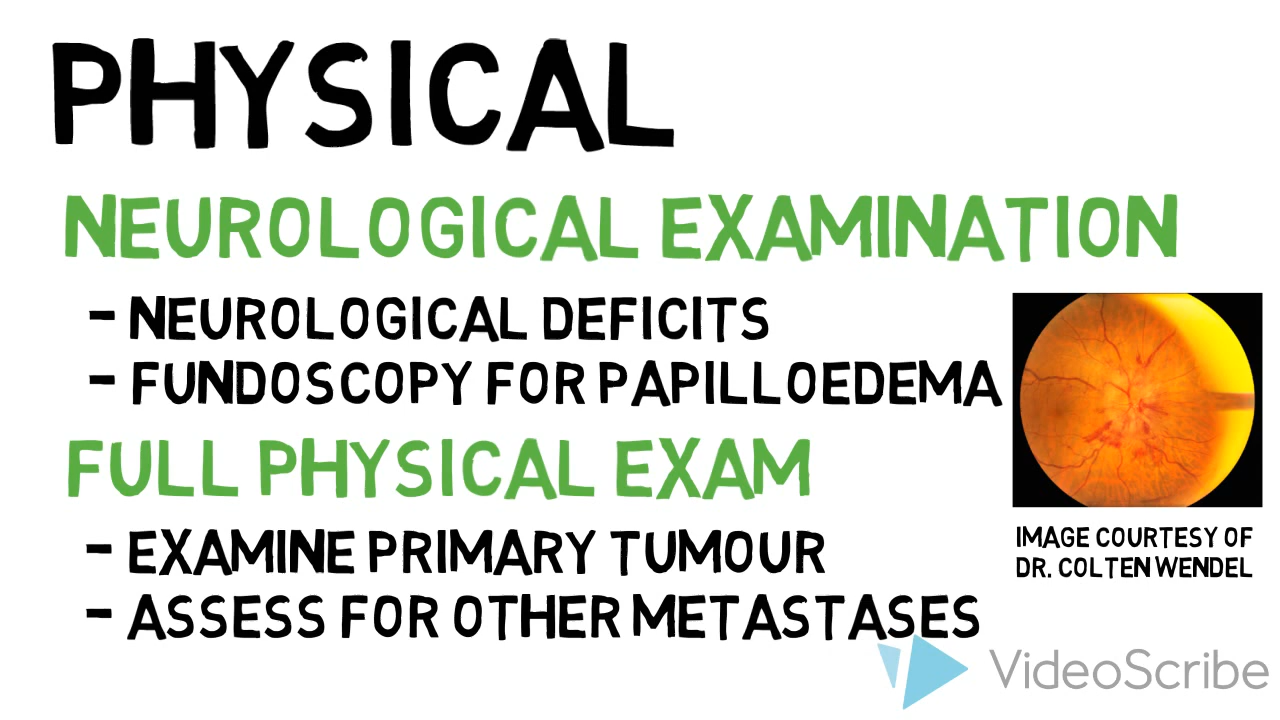 PHYSICAL
NEUROLOGICAL EXAMINATION
- NEUROLOGICAL DEFICITS
- FUNDOSCOPY FOR PAPILLOEDEMA
FULL PHYSICAL EXAM
- EXAMINE PRIMARY TUMOUR
- ASSESS FOR OTHER METASTASES
IMAGE COURTESY OF
DR. COLTEN WENDEL
VideoScribe